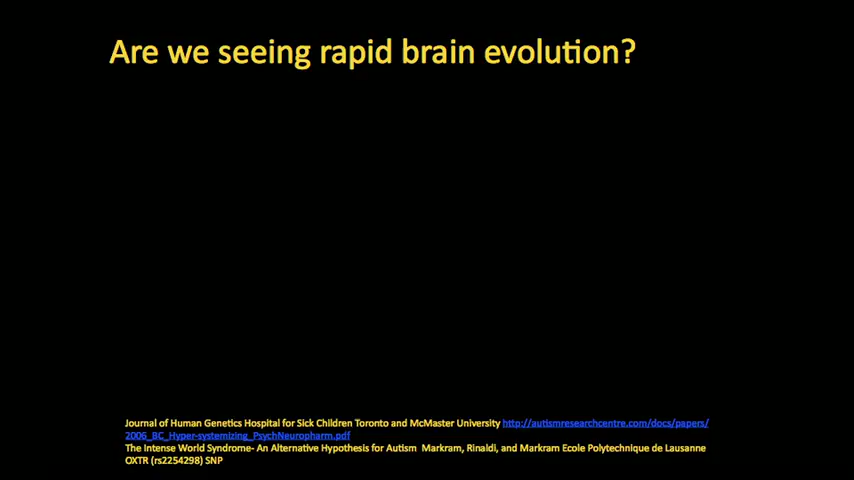 Are we seeing rapid brain evolution?
Journal of Human Genetics Hospital for Sick Children Toronto and McMaster University http://autismresearchcentre.com/docs/papers/
2006_BC_Hyper-systemizing_PsychNeuropharm.pdf
The Intense World Syndrome- An Alternative Hypothesis for Autism Markram, Rinaldi, and Markram Ecole Polytechnique de Lausanne
OXTR (rs2254298) SNP